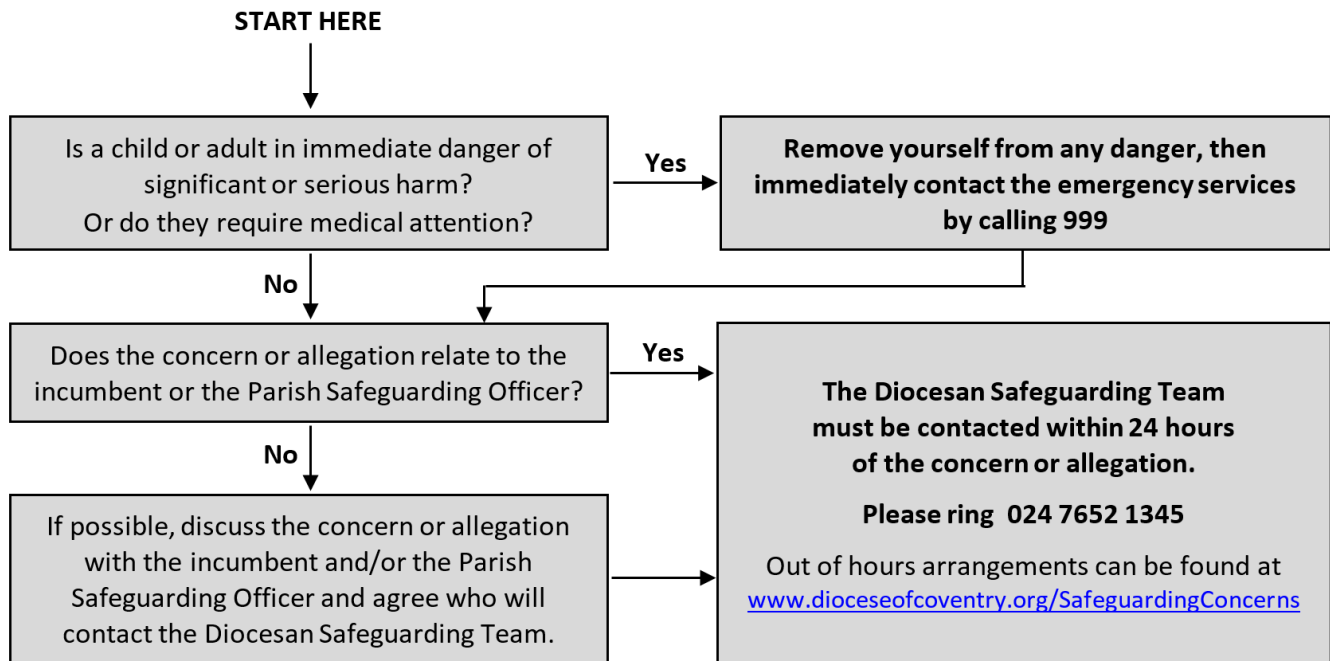 START HERE
Is a child or adult in immediate danger of
significant or serious harm?
Or do they require medical attention?
Yes
Remove yourself from any danger, then
immediately contact the emergency services
by calling 999
No
Does the concern or allegation relate to the
incumbent or the Parish Safeguarding Officer?
Yes
The Diocesan Safeguarding Team
must be contacted within 24 hours
of the concern or allegation.
Please ring 024 7652 1345
Out of hours arrangements can be found at
www.dioceseofcoventry.org/SafeguardingConcerns
No
If possible, discuss the concern or allegation
with the incumbent and/or the Parish
Safeguarding Officer and agree who will
contact the Diocesan Safeguarding Team.